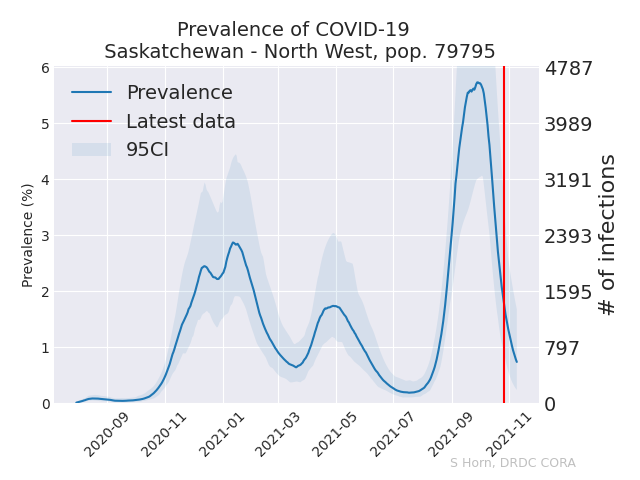 Prevalence of COVID-19
Saskatchewan - North West, pop. 79795
Prevalence
Latest data
95CI
Prevalence (%)
6
5
4
3
2
1
0
4787
3989
3191
2393
1595
797
0
# of infections
2020-09
2020-11
2021-01
2021-03
2021-05
2021-07
2021-09
2021-11
S Horn, DRDC CORA